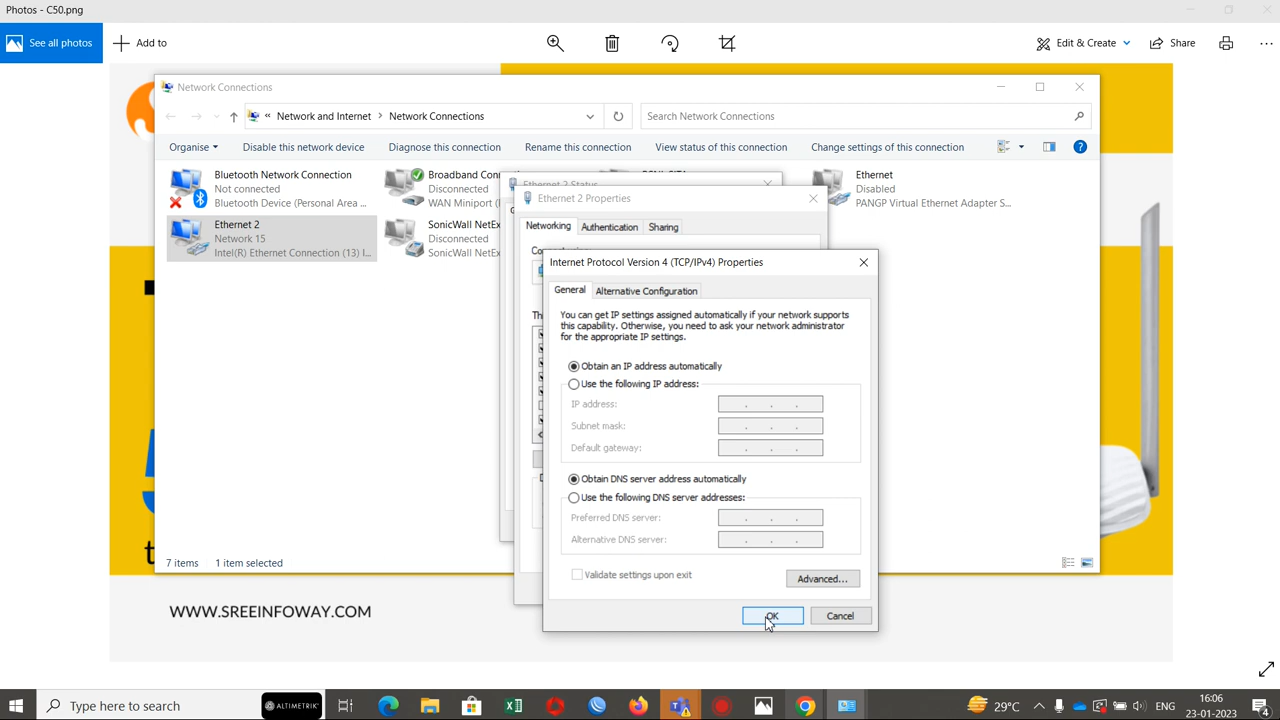 Photos - C50.png
See all photos
Add to
Edit & Create
Share
Network Connections
« Network and Internet > Network Connections
Search Network Connections
Organise
Disable this network device
Diagnose this connection
Rename this connection
View status of this connection
Change settings of this connection
Bluetooth Network Connection
Not connected
Bluetooth Device (Personal Area ...
Broadband Conn
Disconnected
WAN Miniport (
Ethernet
Disabled
PANGP Virtual Ethernet Adapter S...
Ethernet 2
Network 15
Intel(R) Ethernet Connection (13) I...
SonicWall NetEx
Disconnected
SonicWall NetEx
Ethernet 2 Status
Ethernet 2 Properties
Networking
Authentication
Sharing
Internet Protocol Version 4 (TCP/IPv4) Properties
General
Alternative Configuration
You can get IP settings assigned automatically if your network supports
this capability. Otherwise, you need to ask your network administrator
for the appropriate IP settings.
Obtain an IP address automatically
Use the following IP address:
IP address:
Subnet mask:
Default gateway:
Obtain DNS server address automatically
Use the following DNS server addresses:
Preferred DNS server:
Alternative DNS server:
Validate settings upon exit
Advanced...
OK
Cancel
7 items
1 item selected
WWW.SREEINFOWAY.COM
Type here to search
ALTIMETRIK
29°C
ENG
16:06
23-01-2023
4